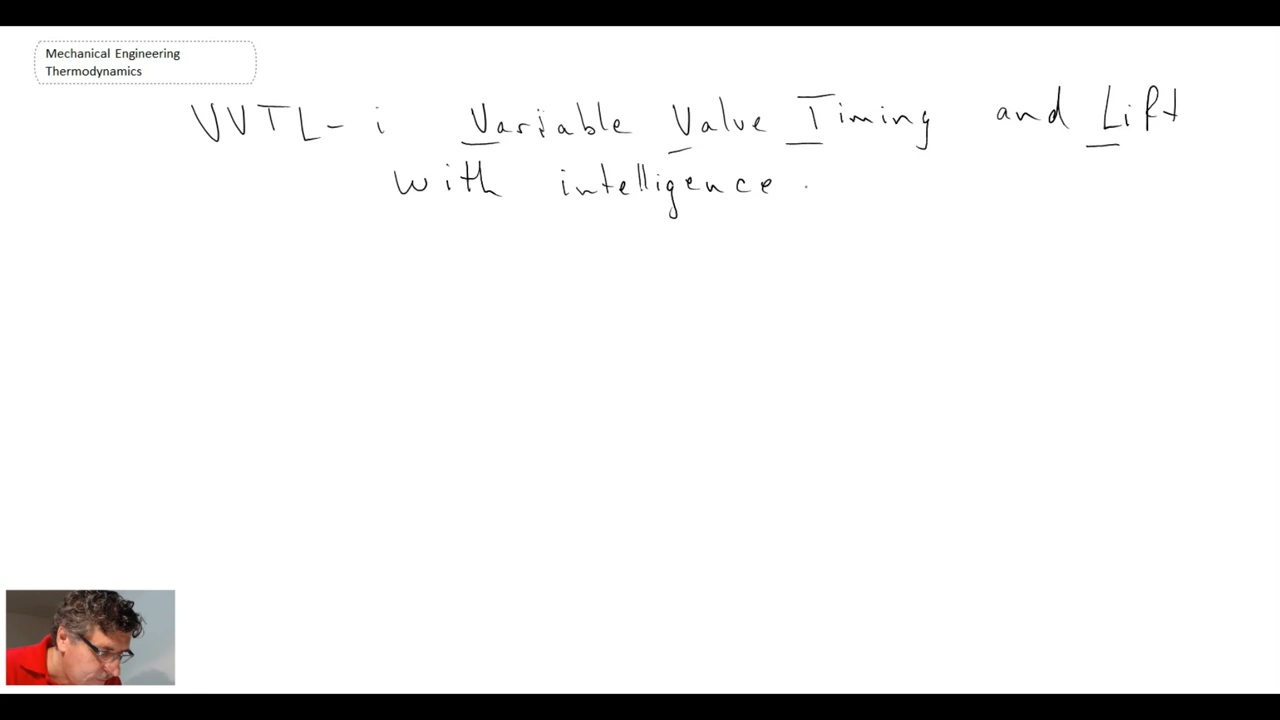 Mechanical Engineering
Thermodynamics
VVTL-i Variable Valve Timing and Lift
with intelligence.